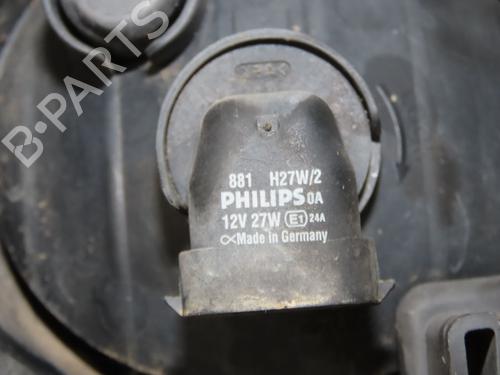 B-PARTS
881 H27W/2
PHILIPS 0A
12V 27W E1 24A
Made in Germany